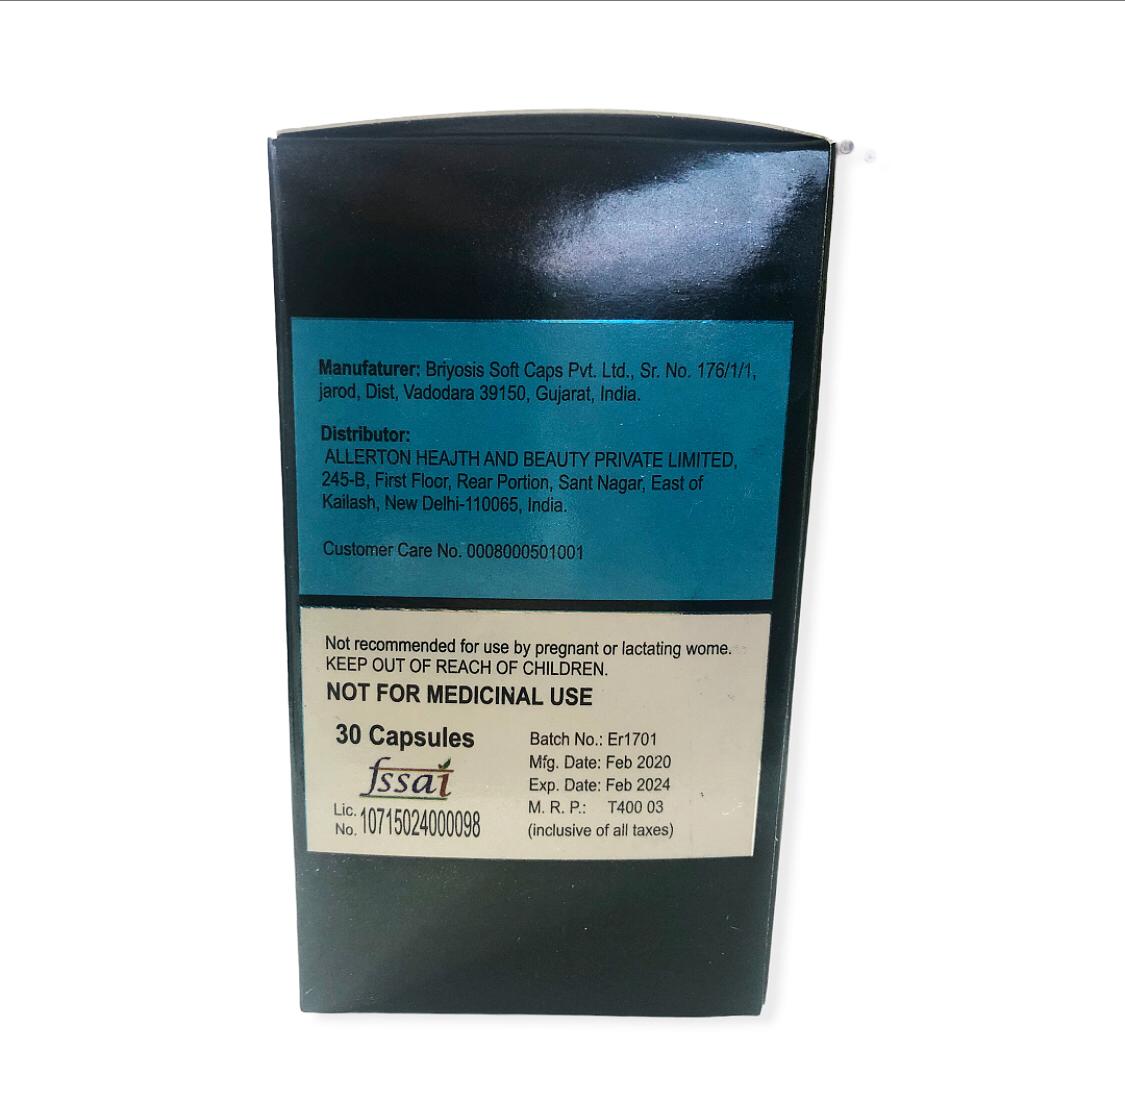 Manufaturer: Briyosis Soft Caps Pvt. Ltd., Sr. No. 176/1/1,
jarod, Dist, Vadodara 39150, Gujarat, India.
Distributor:
ALLERTON HEAJTH AND BEAUTY PRIVATE LIMITED,
245-B, First Floor, Rear Portion, Sant Nagar, East of
Kailash, New Delhi-110065, India.
Customer Care No. 0008000501001
Not recommended for use by pregnant or lactating wome.
KEEP OUT OF REACH OF CHILDREN.
NOT FOR MEDICINAL USE
30 Capsules
fssai
Lic. No. 10715024000098
Batch No.: Er1701
Mfg. Date: Feb 2020
Exp. Date: Feb 2024
M. R. P.: T400 03
(inclusive of all taxes)